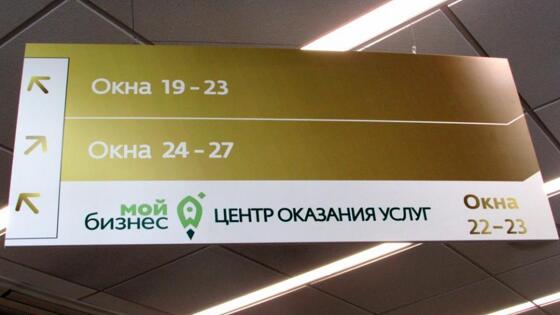 Окна 19-23
Окна 24-27
мой бизнес ЦЕНТР ОКАЗАНИЯ УСЛУГ Окна 22-23